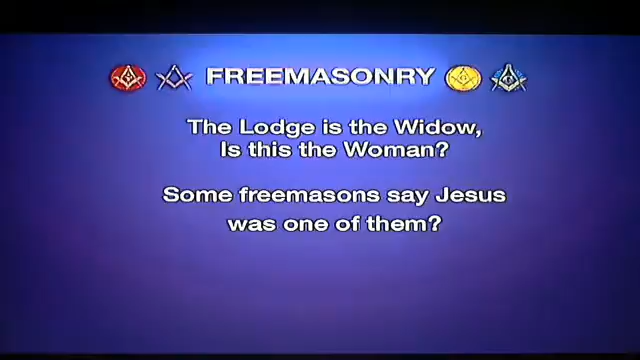 FREEMASONRY
The Lodge is the Widow,
Is this the Woman?
Some freemasons say Jesus
was one of them?